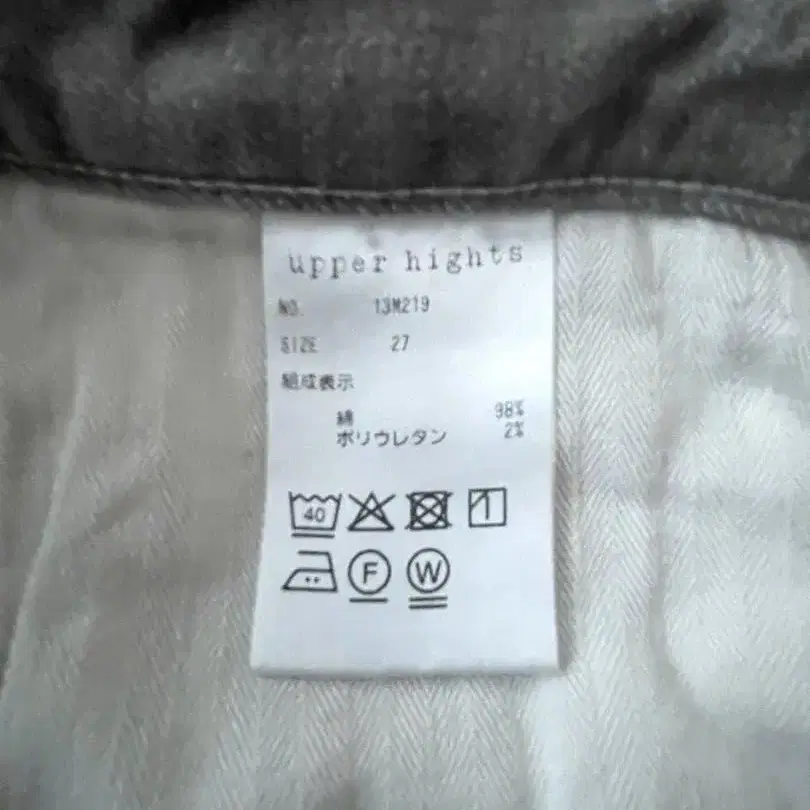 upper hights
NO. 13M219
SIZE 27
組成表示
綿 98%
ポリウレタン 2%
40
F W